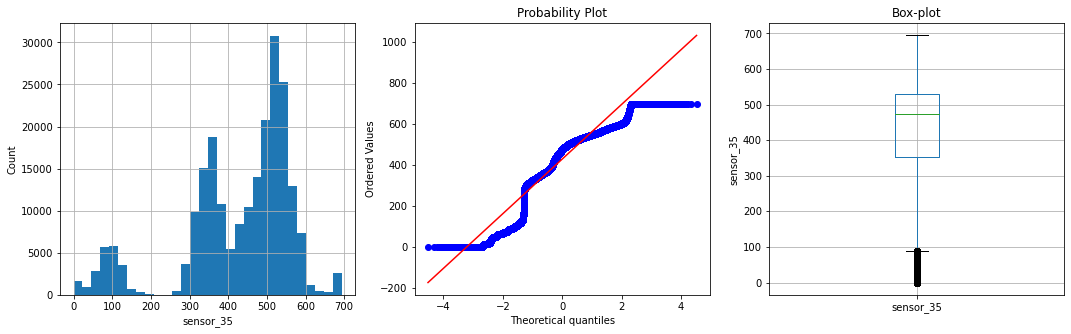 Probability Plot
Box-plot
30000
25000
20000
15000
10000
5000
0
Count
0 100 200 300 400 500 600 700
sensor_35
1000
800
600
400
200
0
−200
Ordered Values
−4 −2 0 2 4
Theoretical quantiles
700
600
500
400
300
200
100
0
sensor_35
sensor_35